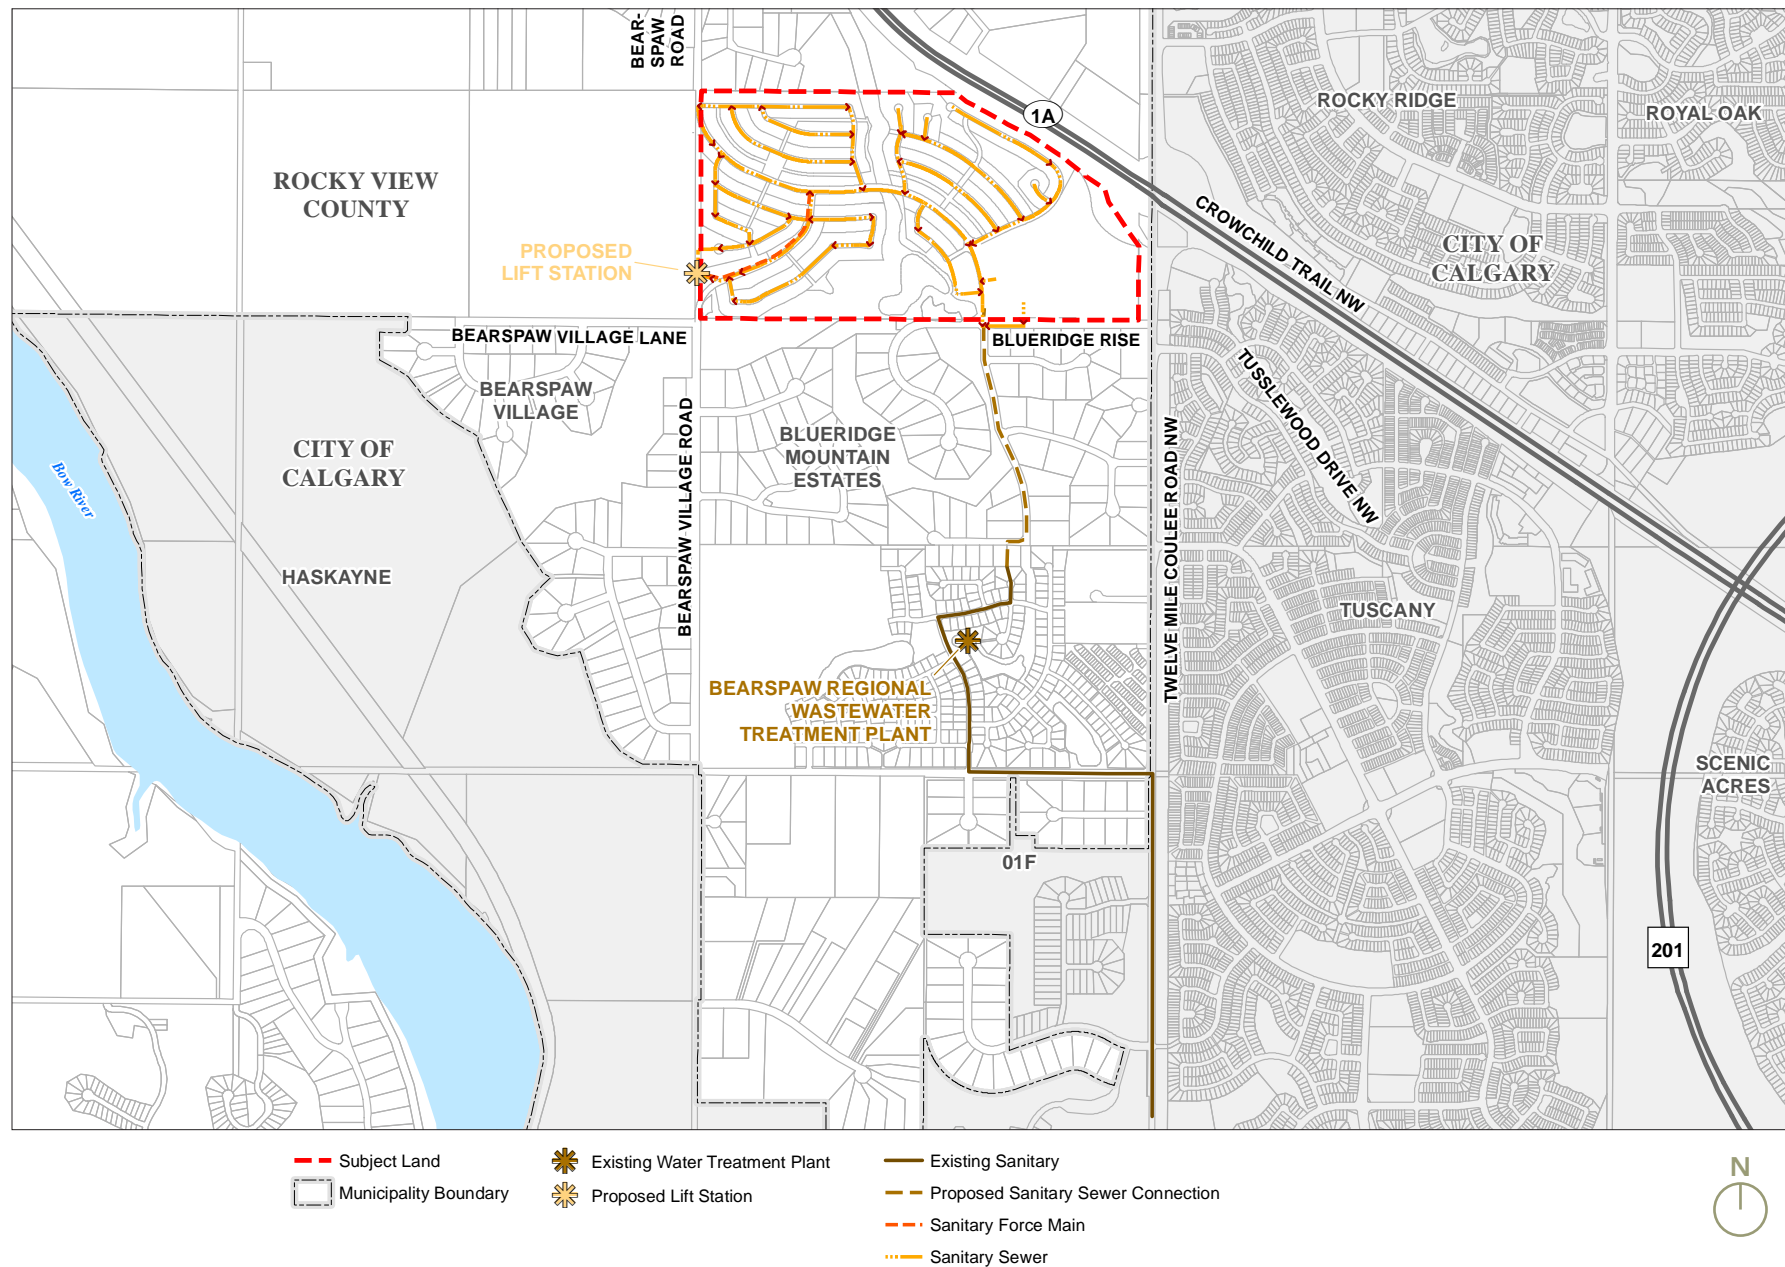 BEAR-
SPAW
ROAD
1A
ROCKY RIDGE
ROYAL OAK
ROCKY VIEW
COUNTY
CROWCHILD TRAIL NW
CITY OF
CALGARY
PROPOSED
LIFT STATION
BEARSPAW VILLAGE LANE
BLUERIDGE RISE
TUSSLEWOOD DRIVE NW
BEARSPAW
VILLAGE
BEARSPAW VILLAGE ROAD
BLUERIDGE
MOUNTAIN
ESTATES
TWELVE MILE COULEE ROAD NW
CITY OF
CALGARY
Bow River
HASKAYNE
TUSCANY
BEARSPAW REGIONAL
WASTEWATER
TREATMENT PLANT
SCENIC
ACRES
01F
201
Subject Land
Municipality Boundary
Existing Water Treatment Plant
Proposed Lift Station
Existing Sanitary
Proposed Sanitary Sewer Connection
Sanitary Force Main
Sanitary Sewer
N